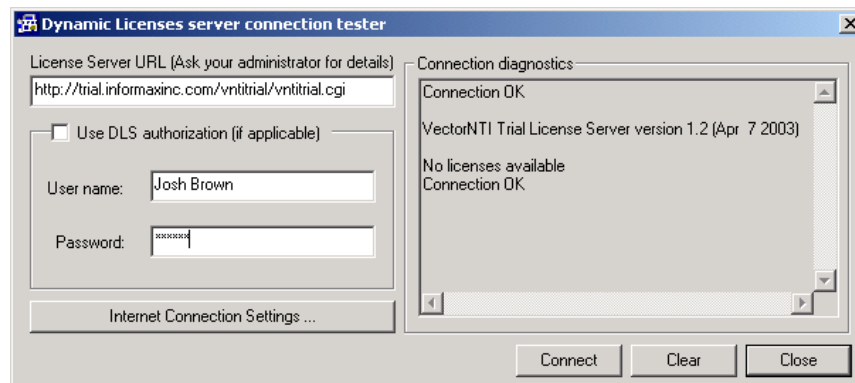 Dynamic Licenses server connection tester
License Server URL (Ask your administrator for details)
http://trial.informaxinc.com/vntitrial/vntitrial.cgi
Use DLS authorization (if applicable)
User name: Josh Brown
Password: ******
Internet Connection Settings ...
Connection diagnostics
Connection OK
VectorNTI Trial License Server version 1.2 (Apr 7 2003)
No licenses available
Connection OK
Connect Clear Close